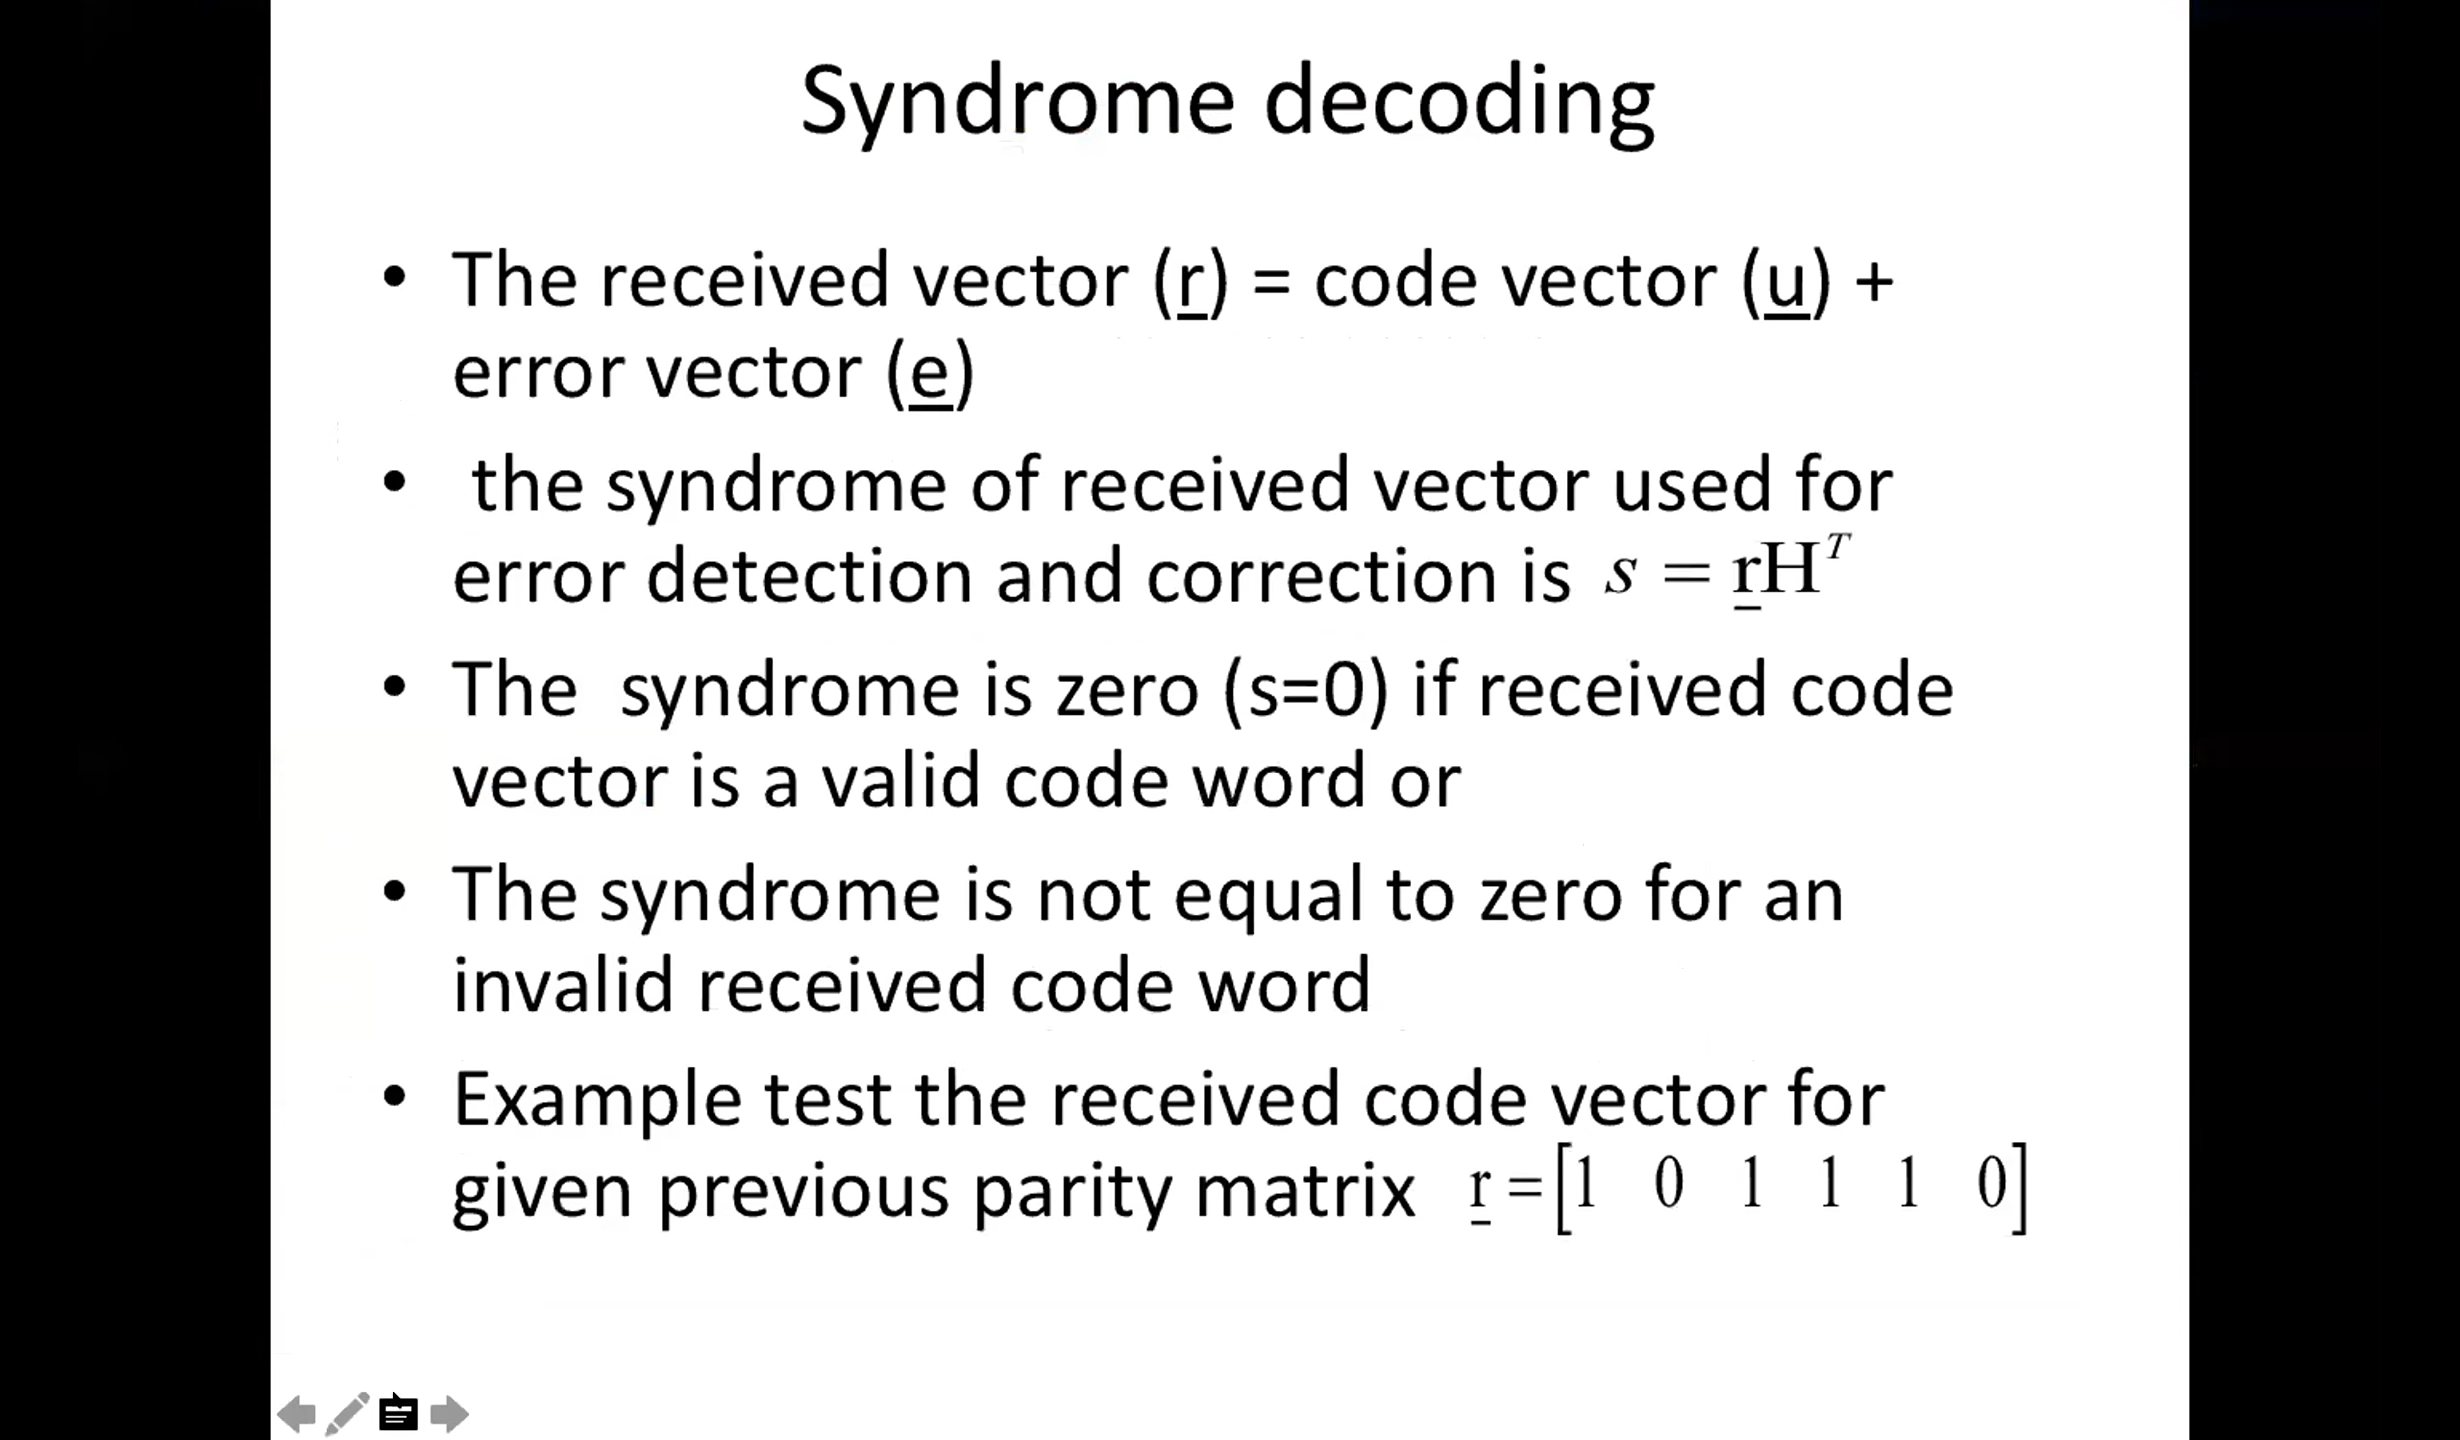 Syndrome decoding
• The received vector (r) = code vector (u) +
error vector (e)
• the syndrome of received vector used for
error detection and correction is s = rHᵀ
• The syndrome is zero (s=0) if received code
vector is a valid code word or
• The syndrome is not equal to zero for an
invalid received code word
• Example test the received code vector for
given previous parity matrix r = [1 0 1 1 1 0]